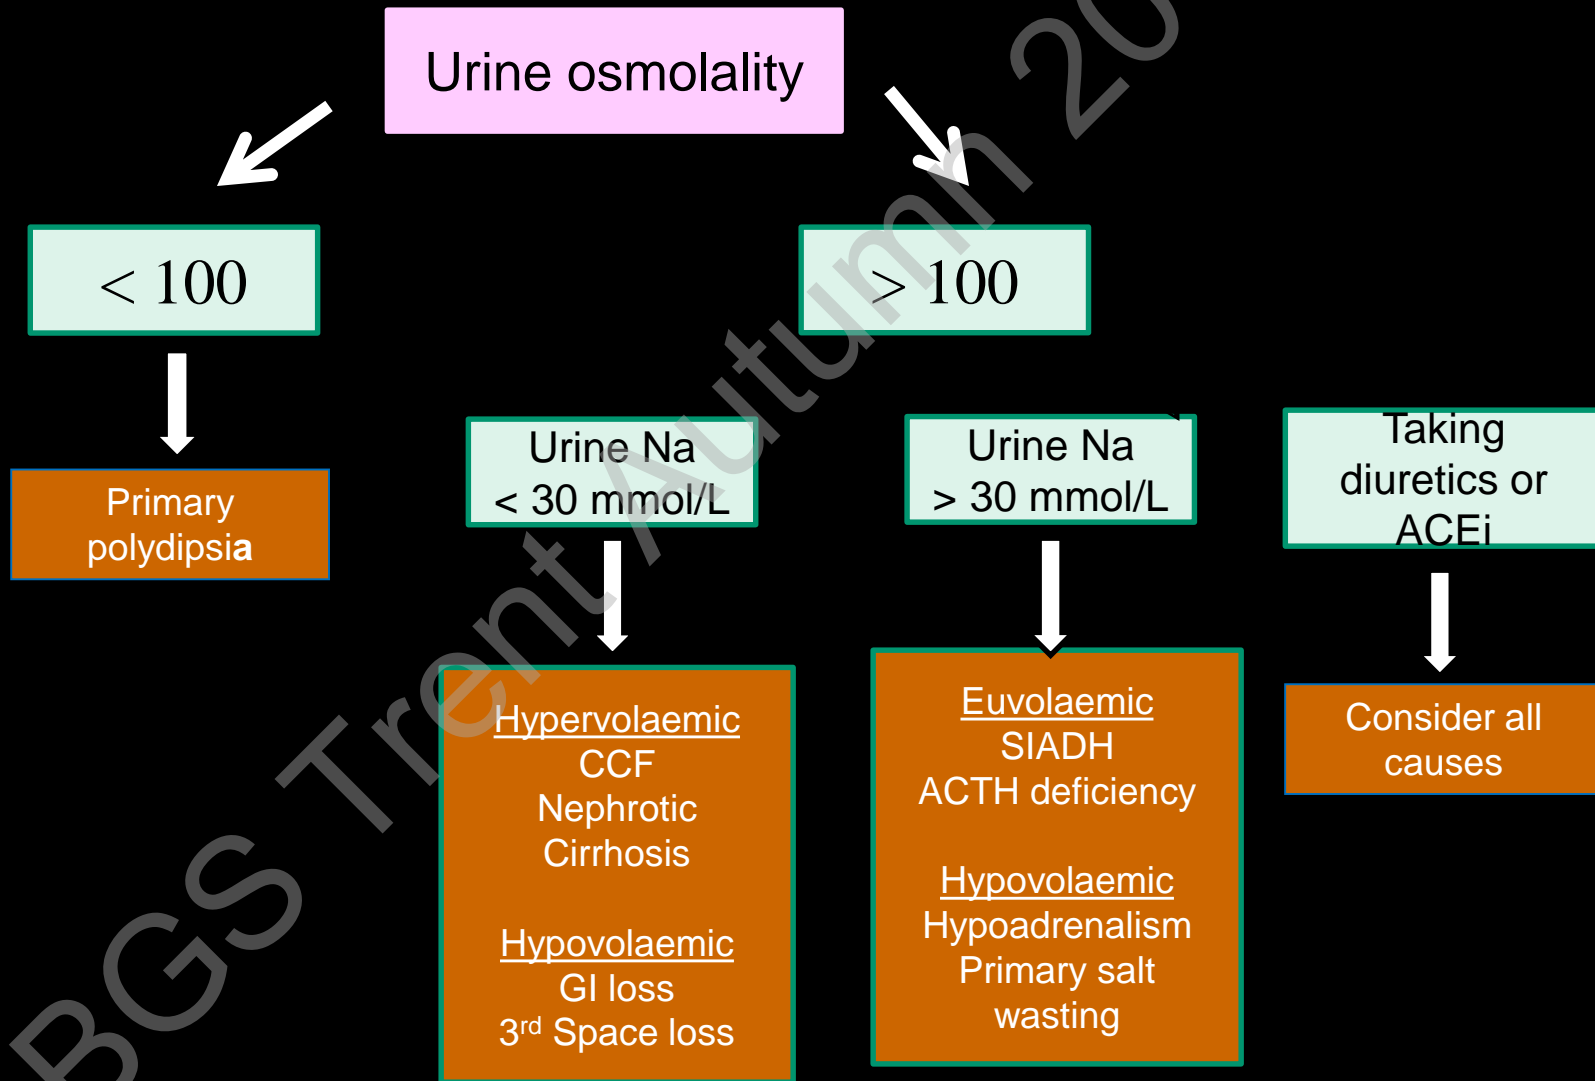 Urine osmolality
< 100
> 100
Primary
polydipsia
Urine Na
< 30 mmol/L
Urine Na
> 30 mmol/L
Taking
diuretics or
ACEi
Hypervolaemic
CCF
Nephrotic
Cirrhosis
Hypovolaemic
GI loss
3rd Space loss
Euvolaemic
SIADH
ACTH deficiency
Hypovolaemic
Hypoadrenalism
Primary salt
wasting
Consider all
causes
BGS Trent Autumn 20